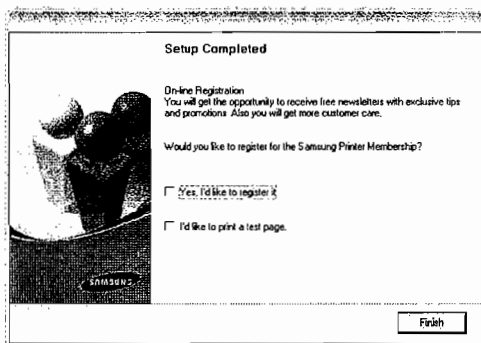 Setup Completed
On-line Registration
You will get the opportunity to receive free newsletters with exclusive tips
and promotions. Also you will get more customer care.
Would you like to register for the Samsung Printer Membership?
Yes, I'd like to register it
I'd like to print a test page.
SAMSUNG
Finish